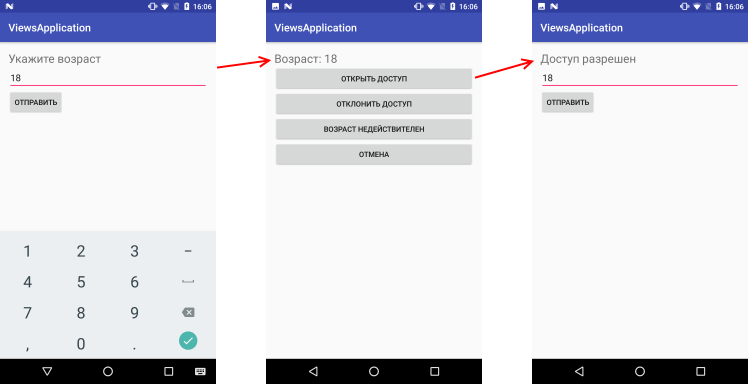 16:06
ViewsApplication
Укажите возраст
18
ОТПРАВИТЬ
1 2 3 -
4 5 6
7 8 9
, 0 .
16:06
ViewsApplication
Возраст: 18
ОТКРЫТЬ ДОСТУП
ОТКЛОНИТЬ ДОСТУП
ВОЗРАСТ НЕДЕЙСТВИТЕЛЕН
ОТМЕНА
16:06
ViewsApplication
Доступ разрешен
18
ОТПРАВИТЬ